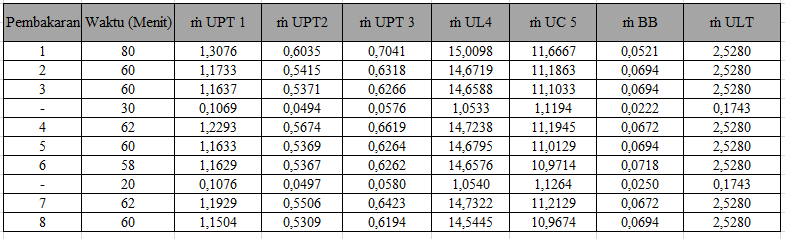 Pembakaran Waktu (Menit) ṁ UPT 1 ṁ UPT2 ṁ UPT 3 ṁ UL4 ṁ UC 5 ṁ BB ṁ ULT
1 80 1,3076 0,6035 0,7041 15,0098 11,6667 0,0521 2,5280
2 60 1,1733 0,5415 0,6318 14,6719 11,1863 0,0694 2,5280
3 60 1,1637 0,5371 0,6266 14,6588 11,1033 0,0694 2,5280
- 30 0,1069 0,0494 0,0576 1,0533 1,1194 0,0222 0,1743
4 62 1,2293 0,5674 0,6619 14,7238 11,1945 0,0672 2,5280
5 60 1,1633 0,5369 0,6264 14,6795 11,0129 0,0694 2,5280
6 58 1,1629 0,5367 0,6262 14,6576 10,9714 0,0718 2,5280
- 20 0,1076 0,0497 0,0580 1,0540 1,1264 0,0250 0,1743
7 62 1,1929 0,5506 0,6423 14,7322 11,2129 0,0672 2,5280
8 60 1,1504 0,5309 0,6194 14,5445 10,9674 0,0694 2,5280